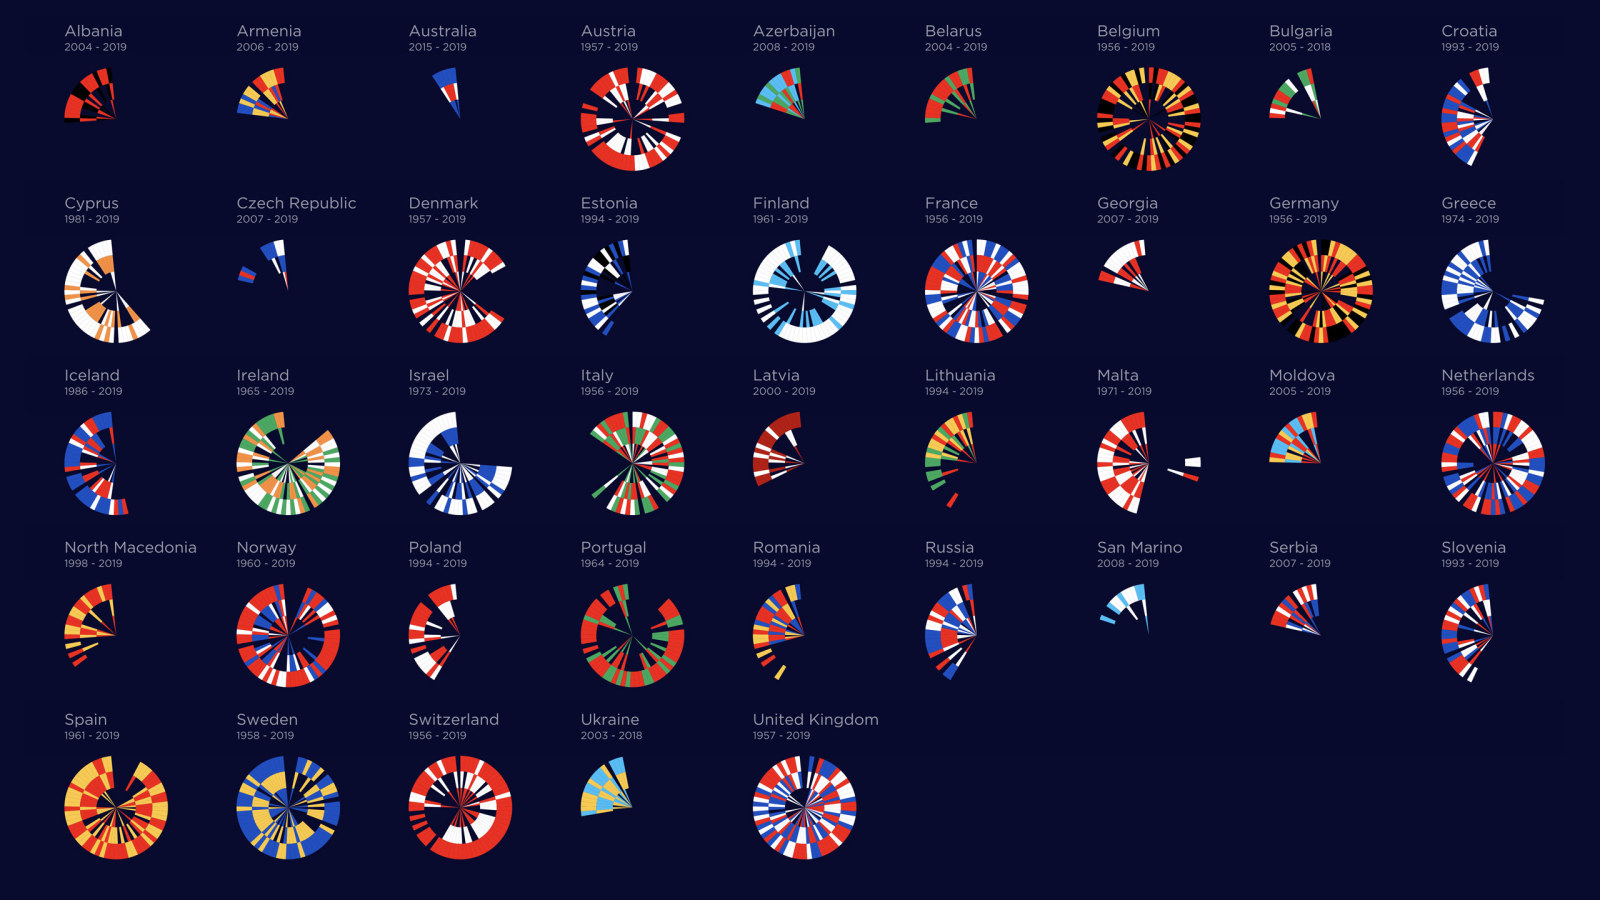 Albania
2004 - 2019
Armenia
2006 - 2019
Australia
2015 - 2019
Austria
1957 - 2019
Azerbaijan
2008 - 2019
Belarus
2004 - 2019
Belgium
1956 - 2019
Bulgaria
2005 - 2018
Croatia
1993 - 2019
Cyprus
1981 - 2019
Czech Republic
2007 - 2019
Denmark
1957 - 2019
Estonia
1994 - 2019
Finland
1961 - 2019
France
1956 - 2019
Georgia
2007 - 2019
Germany
1956 - 2019
Greece
1974 - 2019
Iceland
1986 - 2019
Ireland
1965 - 2019
Israel
1973 - 2019
Italy
1956 - 2019
Latvia
2000 - 2019
Lithuania
1994 - 2019
Malta
1971 - 2019
Moldova
2005 - 2019
Netherlands
1956 - 2019
North Macedonia
1998 - 2019
Norway
1960 - 2019
Poland
1994 - 2019
Portugal
1964 - 2019
Romania
1994 - 2019
Russia
1994 - 2019
San Marino
2008 - 2019
Serbia
2007 - 2019
Slovenia
1993 - 2019
Spain
1961 - 2019
Sweden
1958 - 2019
Switzerland
1956 - 2019
Ukraine
2003 - 2018
United Kingdom
1957 - 2019